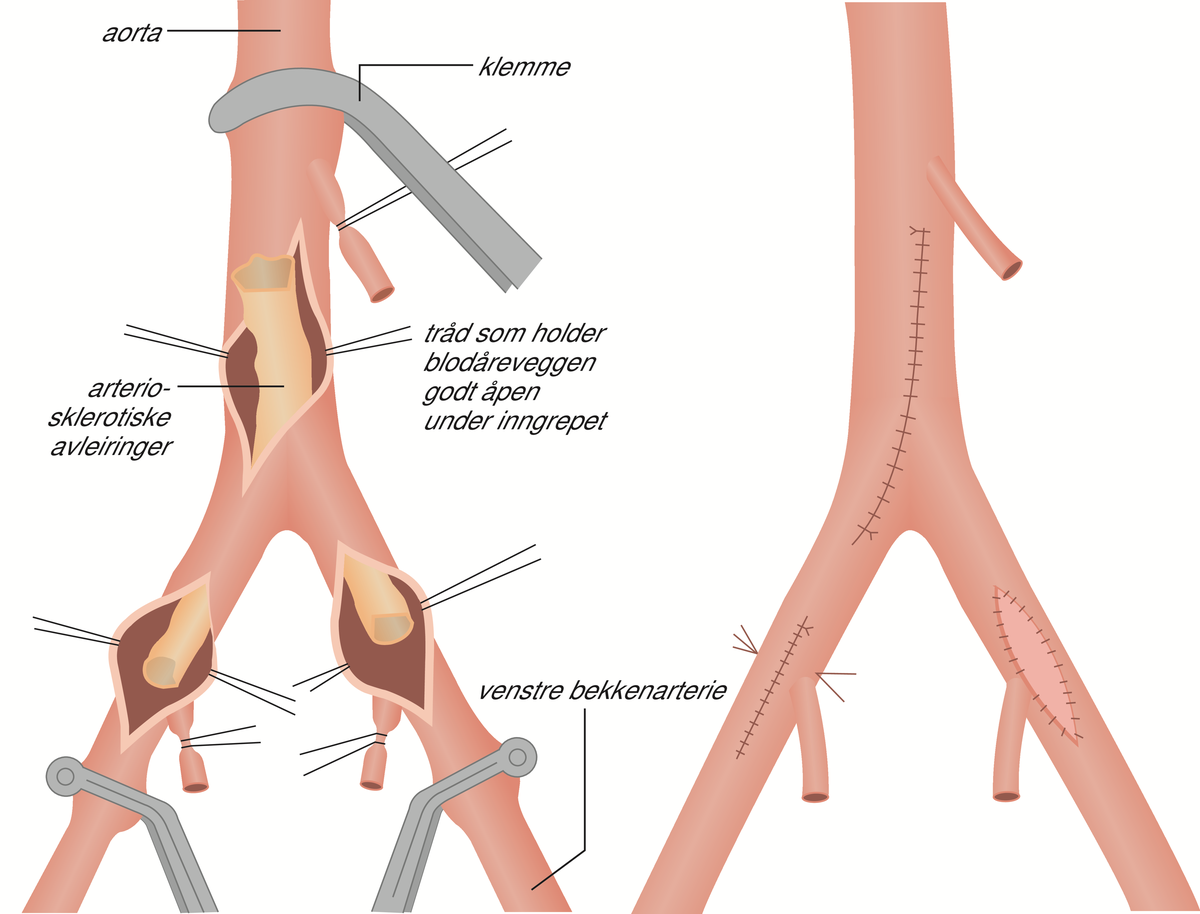 aorta
klemme
tråd som holder
blodåreveggen
godt åpen
under inngrepet
arterio-
sklerotiske
avleiringer
venstre bekkenarterie